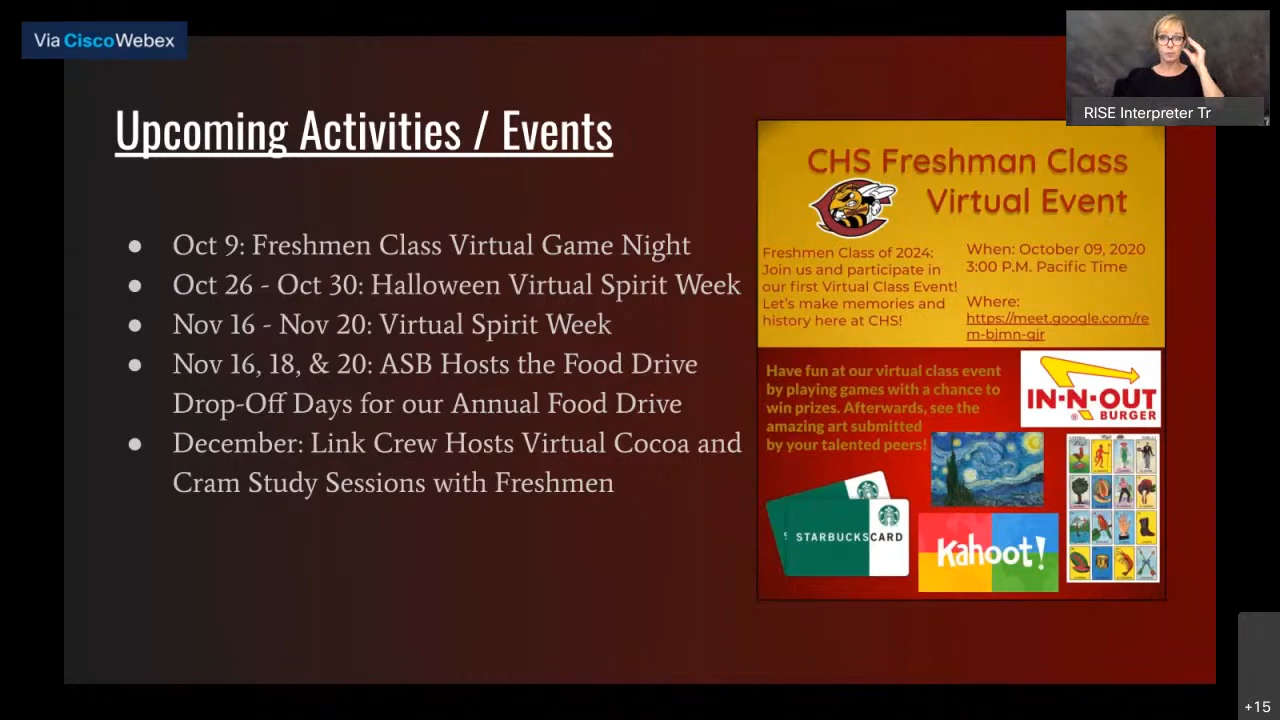 Via CiscoWebex
RISE Interpreter Tr
Upcoming Activities / Events
● Oct 9: Freshmen Class Virtual Game Night
● Oct 26 - Oct 30: Halloween Virtual Spirit Week
● Nov 16 - Nov 20: Virtual Spirit Week
● Nov 16, 18, & 20: ASB Hosts the Food Drive
Drop-Off Days for our Annual Food Drive
● December: Link Crew Hosts Virtual Cocoa and
Cram Study Sessions with Freshmen
CHS Freshman Class
Virtual Event
Freshmen Class of 2024:
Join us and participate in
our first Virtual Class Event!
Let's make memories and
history here at CHS!
When: October 09, 2020
3:00 P.M. Pacific Time
Where:
https://meet.google.com/re
m-bjmn-qjr
Have fun at our virtual class event
by playing games with a chance to
win prizes. Afterwards, see the
amazing art submitted
by your talented peers!
IN-N-OUT
® BURGER
STARBUCKSCARD
Kahoot!
+15